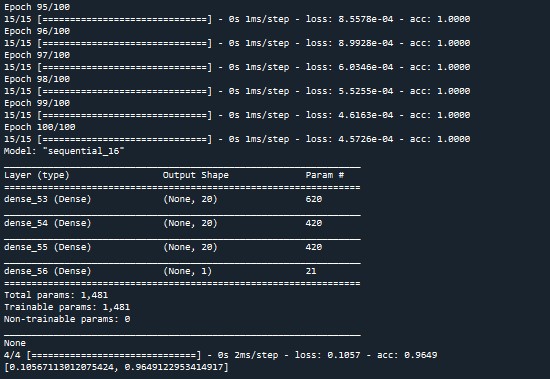 Epoch 95/100
15/15 [==============================] - 0s 1ms/step - loss: 8.5578e-04 - acc: 1.0000
Epoch 96/100
15/15 [==============================] - 0s 1ms/step - loss: 8.9928e-04 - acc: 1.0000
Epoch 97/100
15/15 [==============================] - 0s 1ms/step - loss: 6.0346e-04 - acc: 1.0000
Epoch 98/100
15/15 [==============================] - 0s 1ms/step - loss: 5.5255e-04 - acc: 1.0000
Epoch 99/100
15/15 [==============================] - 0s 1ms/step - loss: 4.6163e-04 - acc: 1.0000
Epoch 100/100
15/15 [==============================] - 0s 1ms/step - loss: 4.5726e-04 - acc: 1.0000
Model: "sequential_16"
_________________________________________________________________
Layer (type)                 Output Shape              Param #
=================================================================
dense_53 (Dense)             (None, 20)                620
_________________________________________________________________
dense_54 (Dense)             (None, 20)                420
_________________________________________________________________
dense_55 (Dense)             (None, 20)                420
_________________________________________________________________
dense_56 (Dense)             (None, 1)                 21
=================================================================
Total params: 1,481
Trainable params: 1,481
Non-trainable params: 0
_________________________________________________________________
None
4/4 [==============================] - 0s 2ms/step - loss: 0.1057 - acc: 0.9649
[0.10567113012075424, 0.9649122953414917]